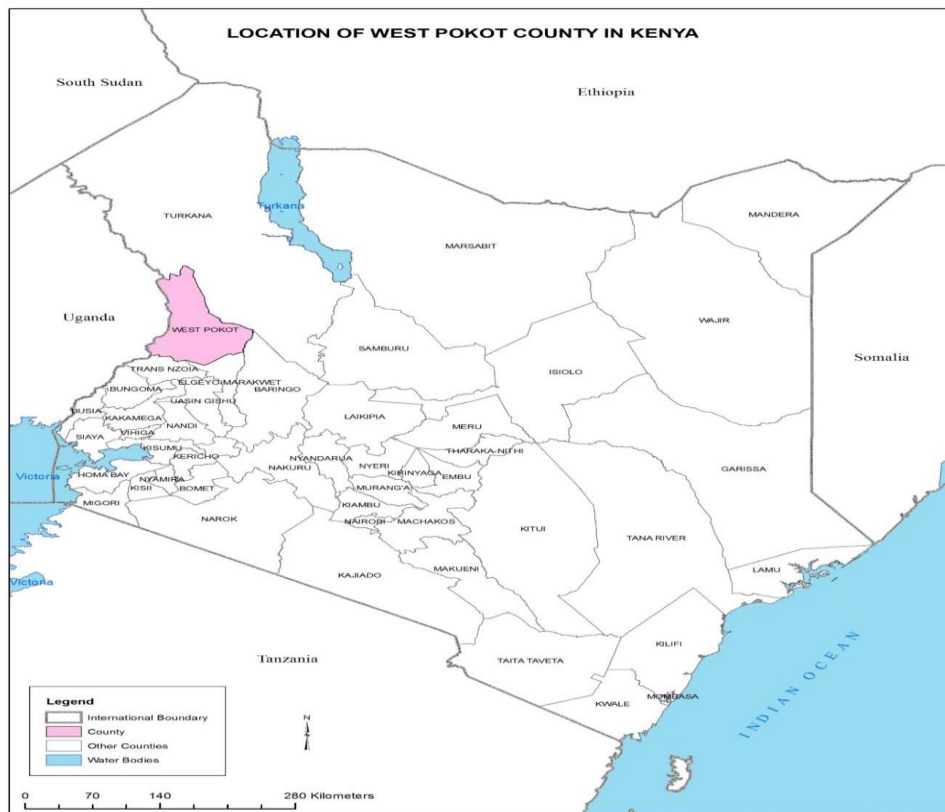 LOCATION OF WEST POKOT COUNTY IN KENYA
South Sudan
Ethiopia
Turkana
TURKANA
MANDERA
MARSABIT
Uganda
WEST POKOT
WAJIR
SAMBURU
Somalia
ISIOLO
TRANS NZOIA
ELGEYO-MARAKWET
BUNGOMA
BARINGO
UASIN GISHU
BUSIA
KAKAMEGA
LAIKIPIA
NANDI
MERU
SIAYA
VIHIGA
KISUMU
THARAKA-NITHI
KERICHO
NYANDARUA
NYERI
NAKURU
GARISSA
Victoria
HOMA BAY
NYAMIRA
KIRINYAGA
EMBU
KISII
BOMET
MURANG'A
MIGORI
KIAMBU
NAROK
NAIROBI
MACHAKOS
KITUI
TANA RIVER
MAKUENI
LAMU
KAJIADO
Victoria
KILIFI
Tanzania
TAITA TAVETA
INDIAN OCEAN
MOMBASA
KWALE
Legend
International Boundary
County
Other Counties
Water Bodies
N
0 70 140 280 Kilometers